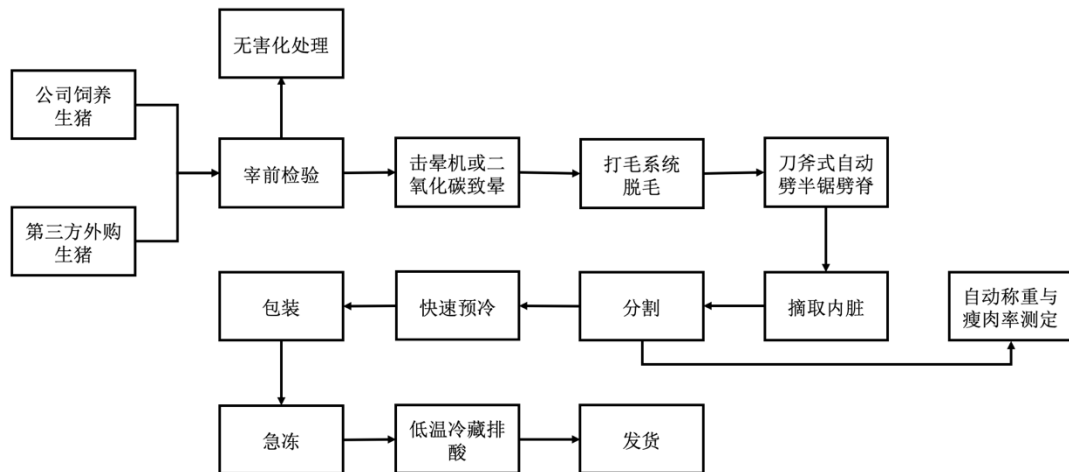 无害化处理
公司饲养
生猪
宰前检验
击晕机或二
氧化碳致晕
打毛系统
脱毛
刀斧式自动
劈半锯劈脊
第三方外购
生猪
包装
快速预冷
分割
摘取内脏
自动称重与
瘦肉率测定
急冻
低温冷藏排
酸
发货